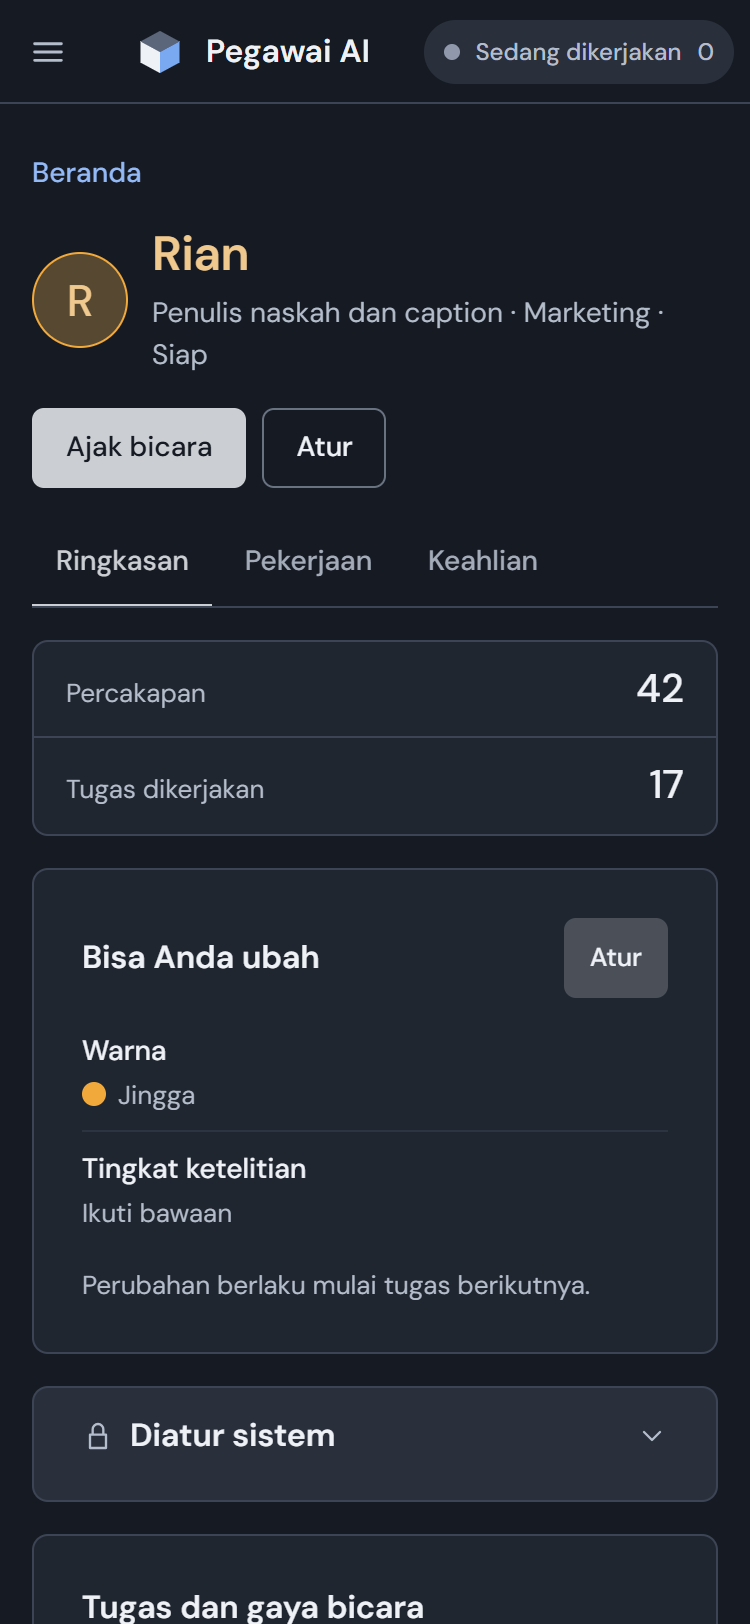 Pegawai AI
Sedang dikerjakan 0
Beranda
R
Rian
Penulis naskah dan caption · Marketing ·
Siap
Ajak bicara
Atur
Ringkasan
Pekerjaan
Keahlian
Percakapan 42
Tugas dikerjakan 17
Bisa Anda ubah
Atur
Warna
Jingga
Tingkat ketelitian
Ikuti bawaan
Perubahan berlaku mulai tugas berikutnya.
Diatur sistem
Tugas dan gaya bicara